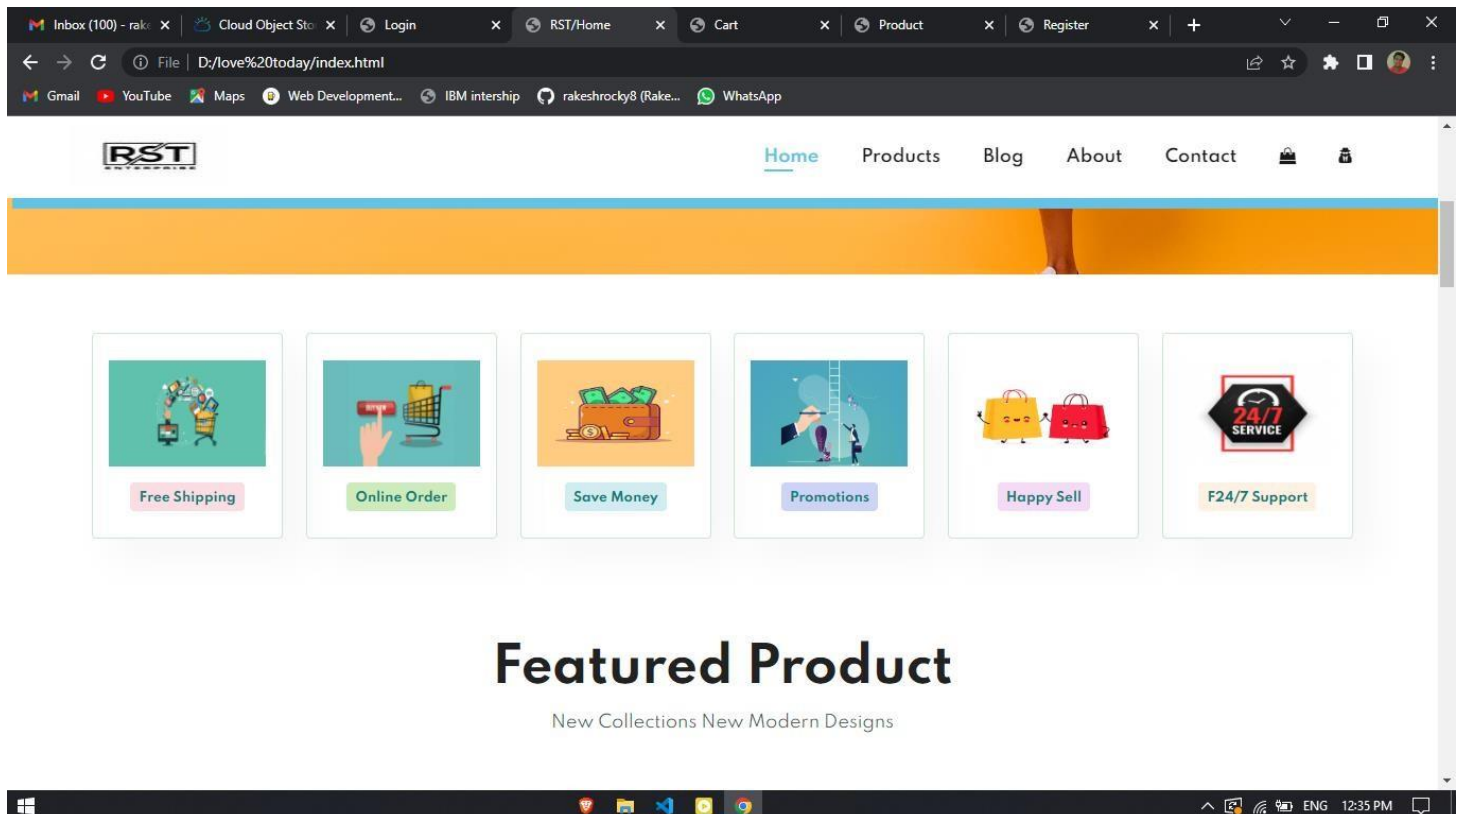 Inbox (100) - rak
Cloud Object Sto
Login
RST/Home
Cart
Product
Register
File
D:/love%20today/index.html
Gmail
YouTube
Maps
Web Development...
IBM intership
rakeshrocky8 (Rake...
WhatsApp
RST
ENTERPRISE
Home
Products
Blog
About
Contact
24/7
SERVICE
Free Shipping
Online Order
Save Money
Promotions
Happy Sell
F24/7 Support
Featured Product
New Collections New Modern Designs
ENG
12:35 PM